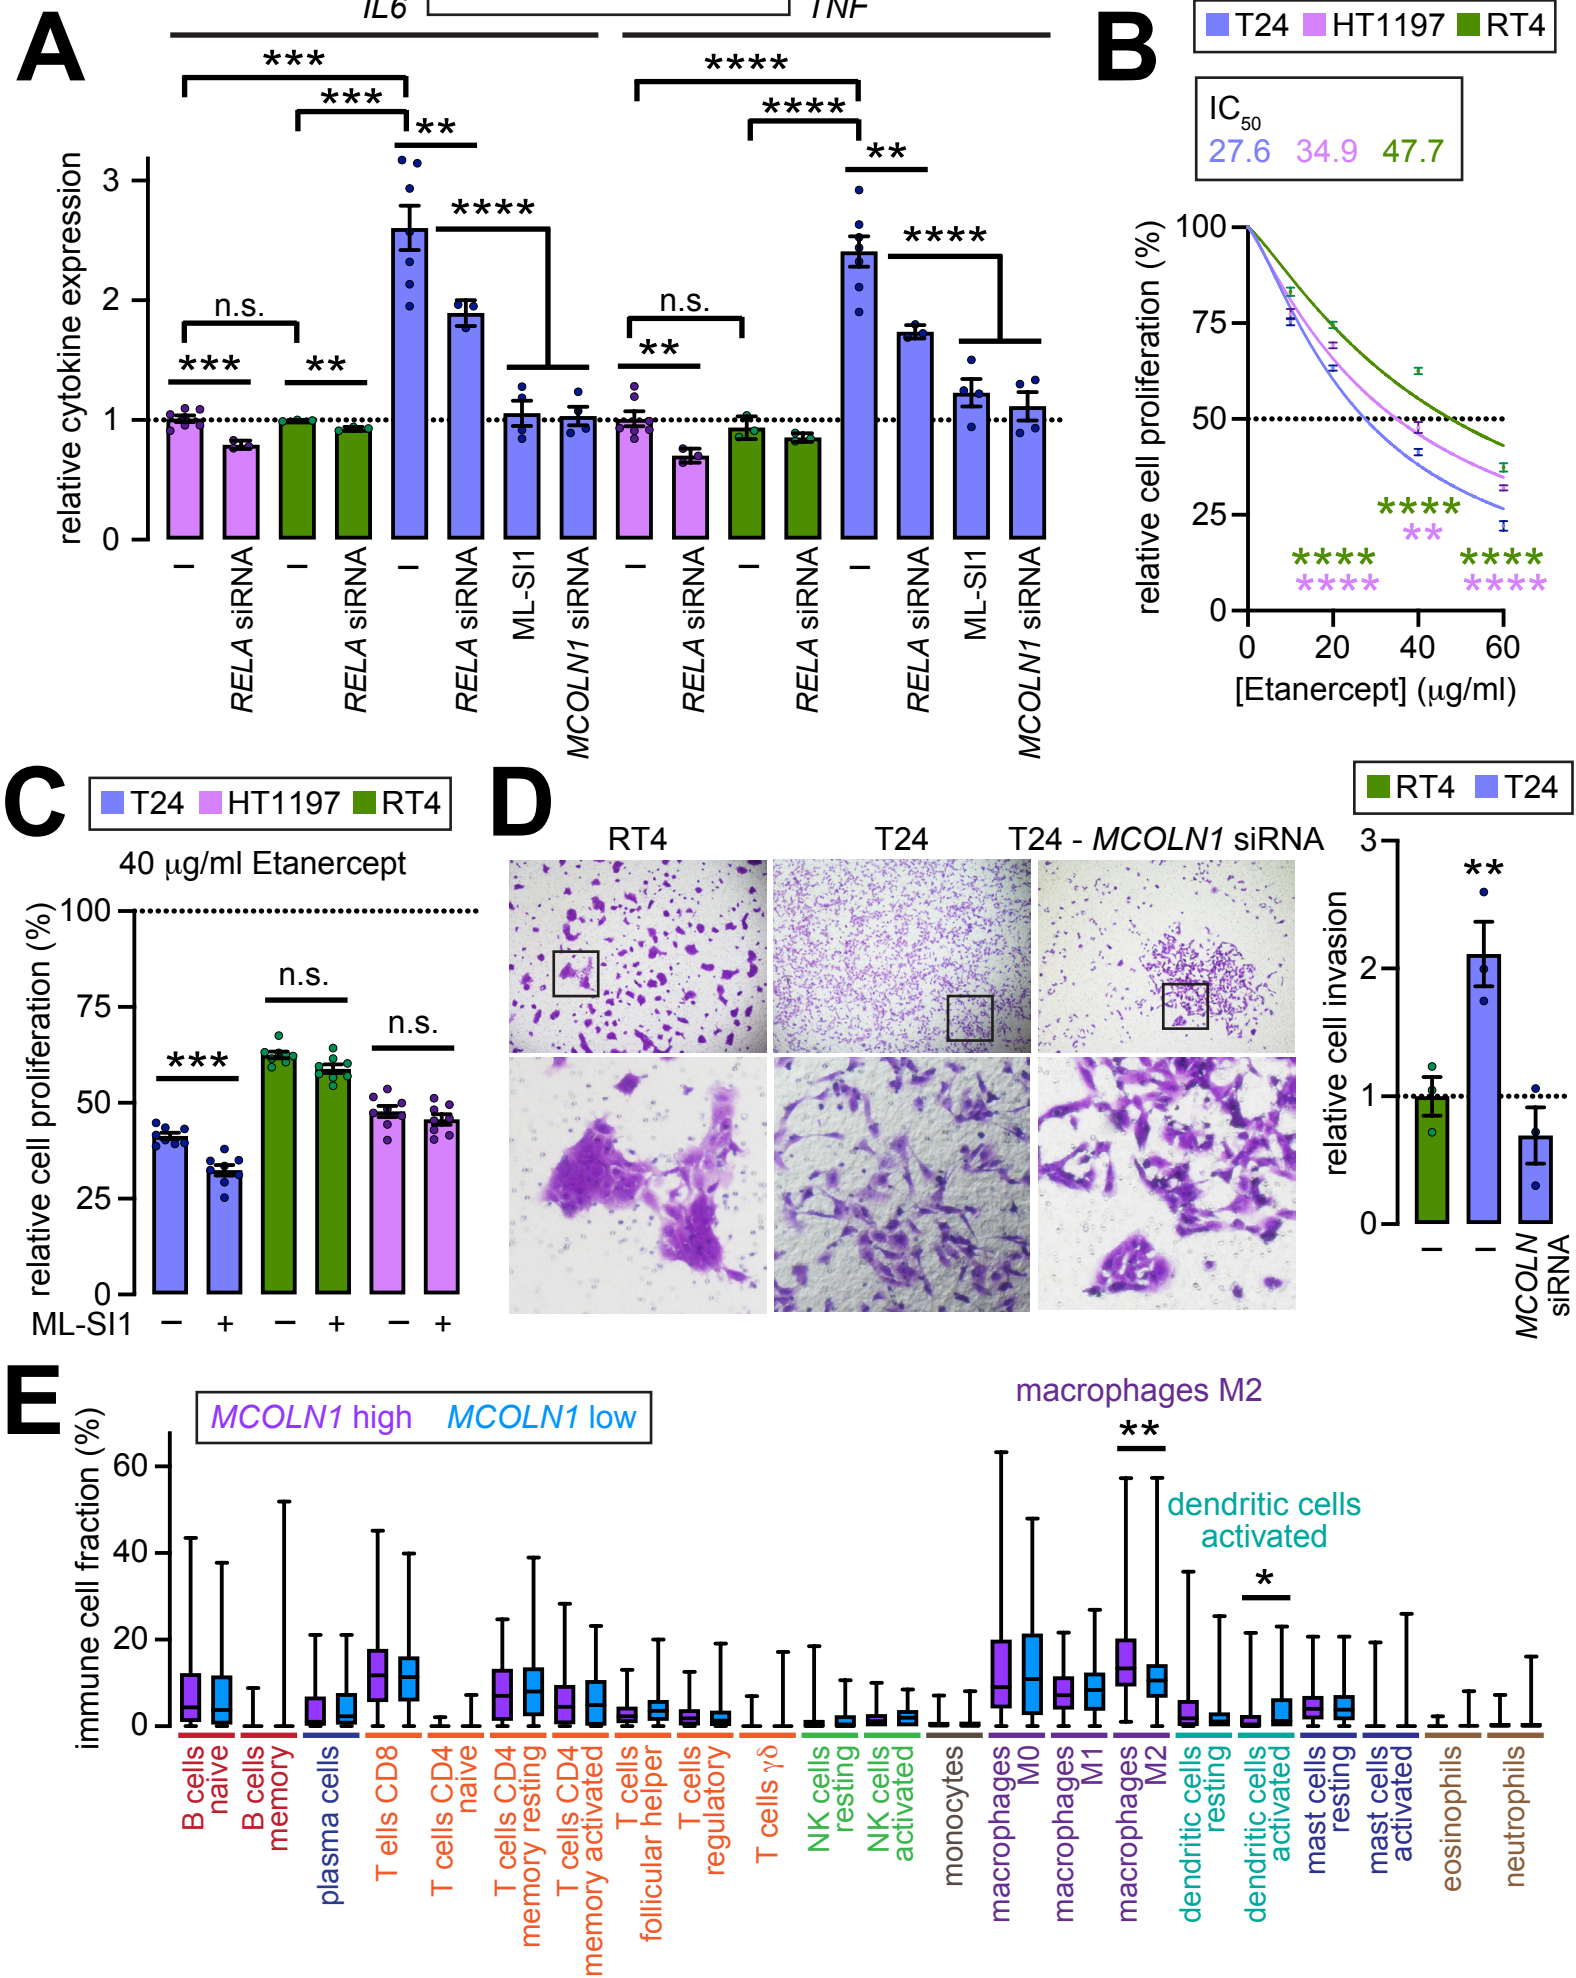 A
IL6 TNF
*** ****
*** ****
** **
**** ****
n.s. n.s.
*** ** **
relative cytokine expression
3
2
1
0
– RELA siRNA – RELA siRNA – RELA siRNA ML-SI1 MCOLN1 siRNA – RELA siRNA – RELA siRNA – RELA siRNA ML-SI1 MCOLN1 siRNA
B
T24 HT1197 RT4
IC50
27.6 34.9 47.7
relative cell proliferation (%)
100
75
50
25
0
**** **** ****
**** ** ****
0 20 40 60
[Etanercept] (μg/ml)
C
T24 HT1197 RT4
40 μg/ml Etanercept
relative cell proliferation (%)
100
75
50
25
0
*** n.s. n.s.
ML-SI1 – + – + – +
D
RT4 T24 T24 - MCOLN1 siRNA
RT4 T24
relative cell invasion
3
2
1
0
**
– – MCOLN siRNA
E
MCOLN1 high MCOLN1 low
immune cell fraction (%)
60
40
20
0
macrophages M2
**
dendritic cells
activated
*
B cells naive
B cells memory
plasma cells
T ells CD8
T cells CD4 naive
T cells CD4 memory resting
T cells CD4 memory activated
T cells follicular helper
T cells regulatory
T cells γδ
NK cells resting
NK cells activated
monocytes
macrophages M0
macrophages M1
macrophages M2
dendritic cells resting
dendritic cells activated
mast cells resting
mast cells activated
eosinophils
neutrophils